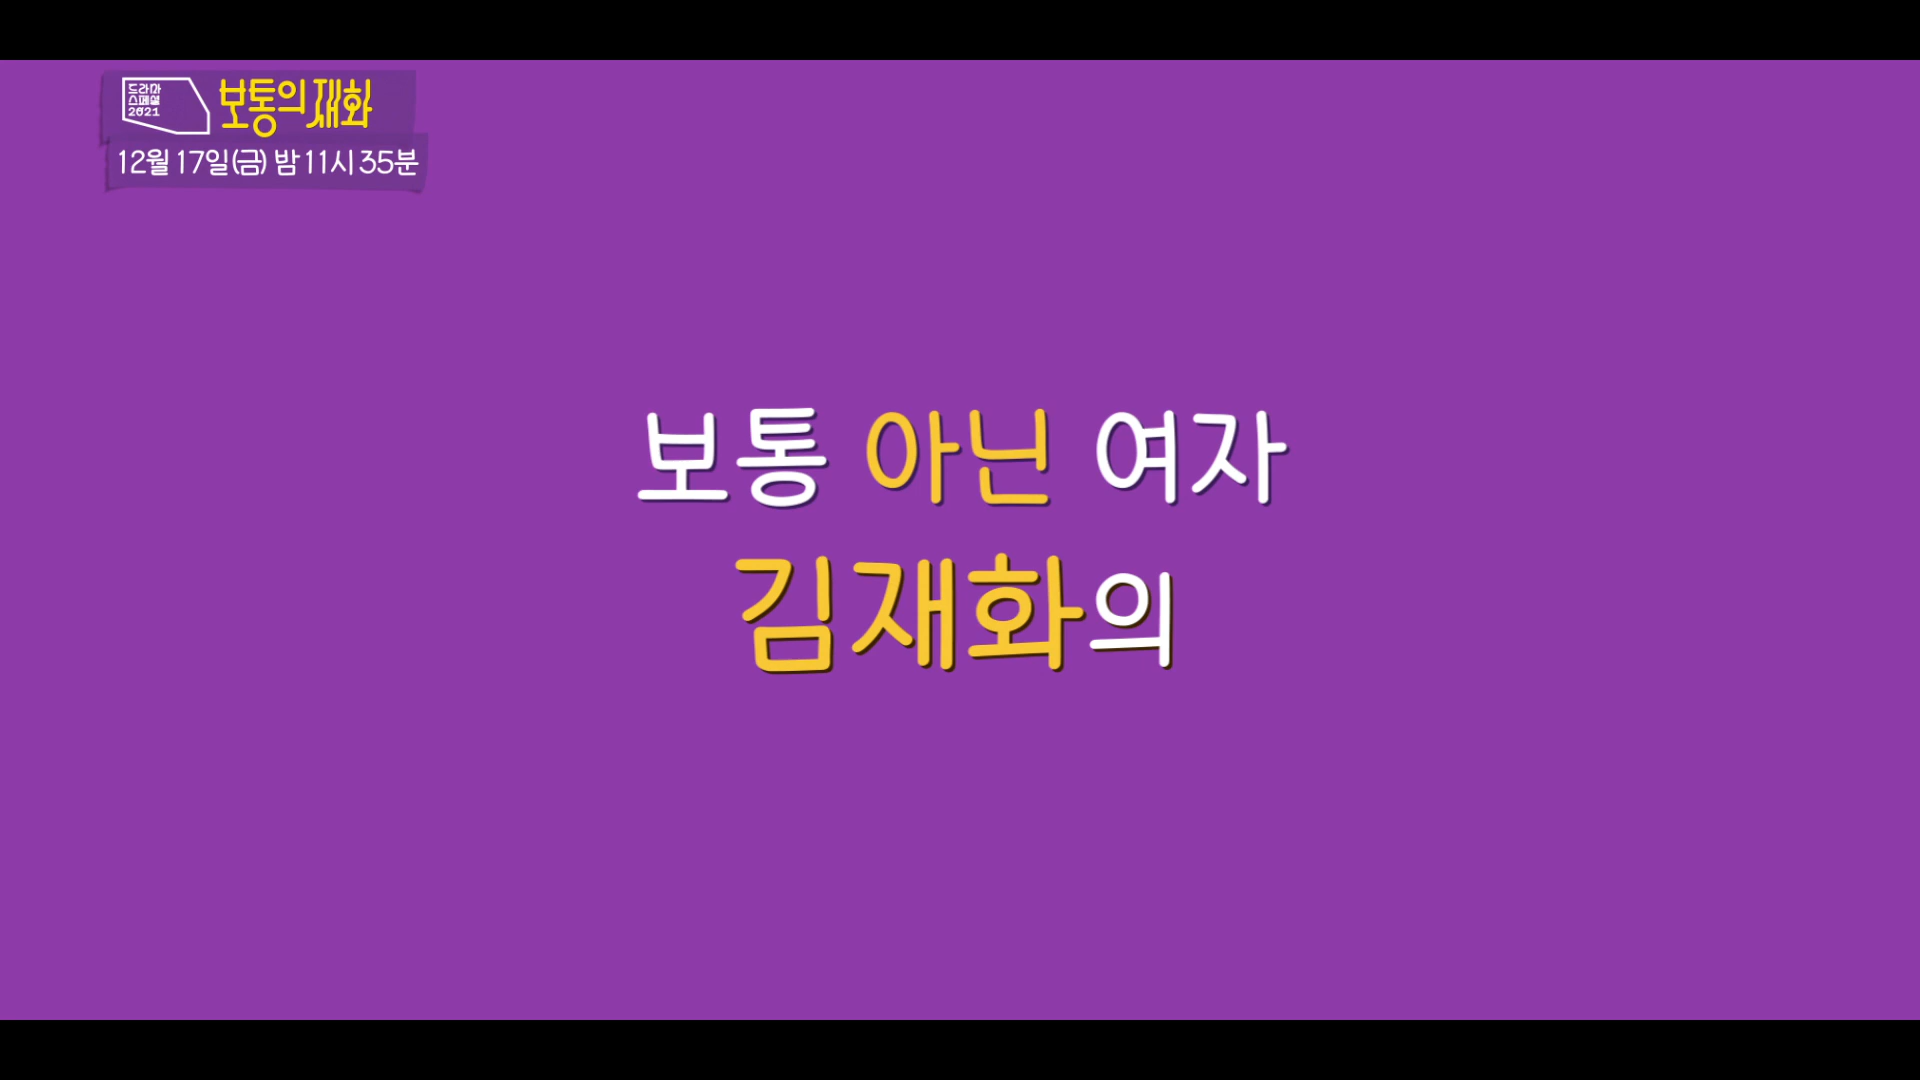 드라마
스페셜
2021
보통의 재화
12월 17일(금) 밤 11시 35분
보통 아닌 여자
김재화의